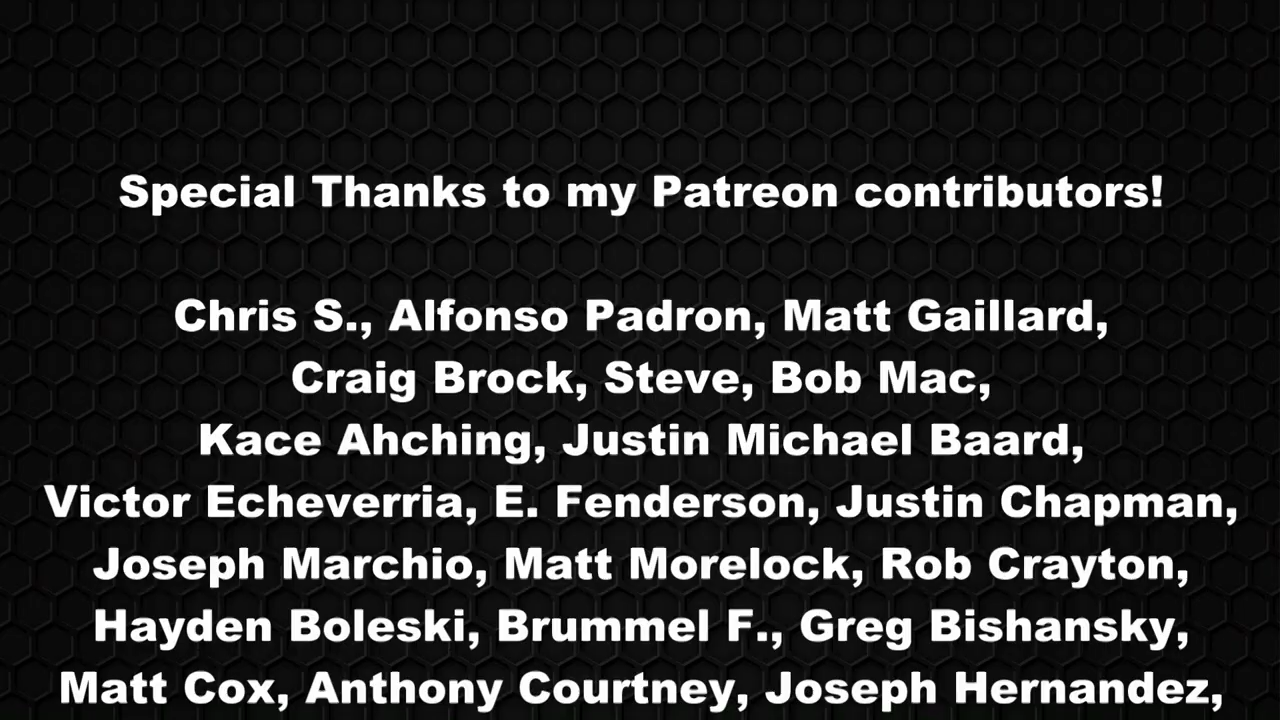 Special Thanks to my Patreon contributors!
Chris S., Alfonso Padron, Matt Gaillard,
Craig Brock, Steve, Bob Mac,
Kace Ahching, Justin Michael Baard,
Victor Echeverria, E. Fenderson, Justin Chapman,
Joseph Marchio, Matt Morelock, Rob Crayton,
Hayden Boleski, Brummel F., Greg Bishansky,
Matt Cox, Anthony Courtney, Joseph Hernandez,